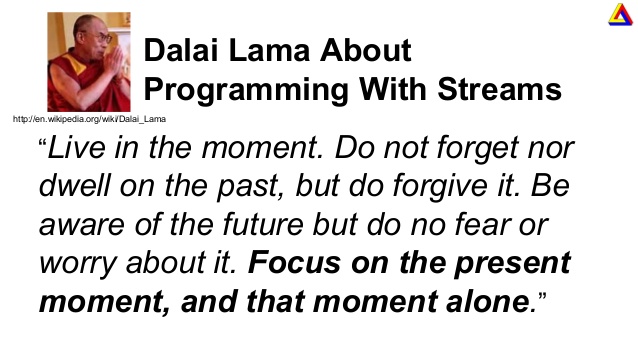 Dalai Lama About
Programming With Streams
http://en.wikipedia.org/wiki/Dalai_Lama
“Live in the moment. Do not forget nor
dwell on the past, but do forgive it. Be
aware of the future but do no fear or
worry about it. Focus on the present
moment, and that moment alone.”